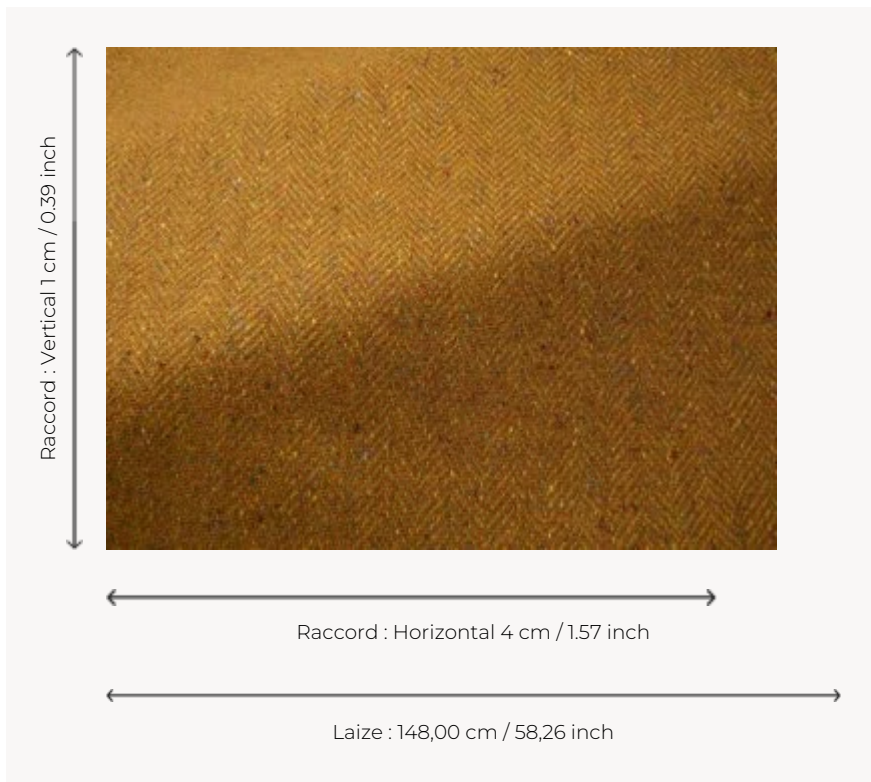 Raccord : Vertical 1 cm / 0.39 inch
Raccord : Horizontal 4 cm / 1.57 inch
Laize : 148,00 cm / 58,26 inch